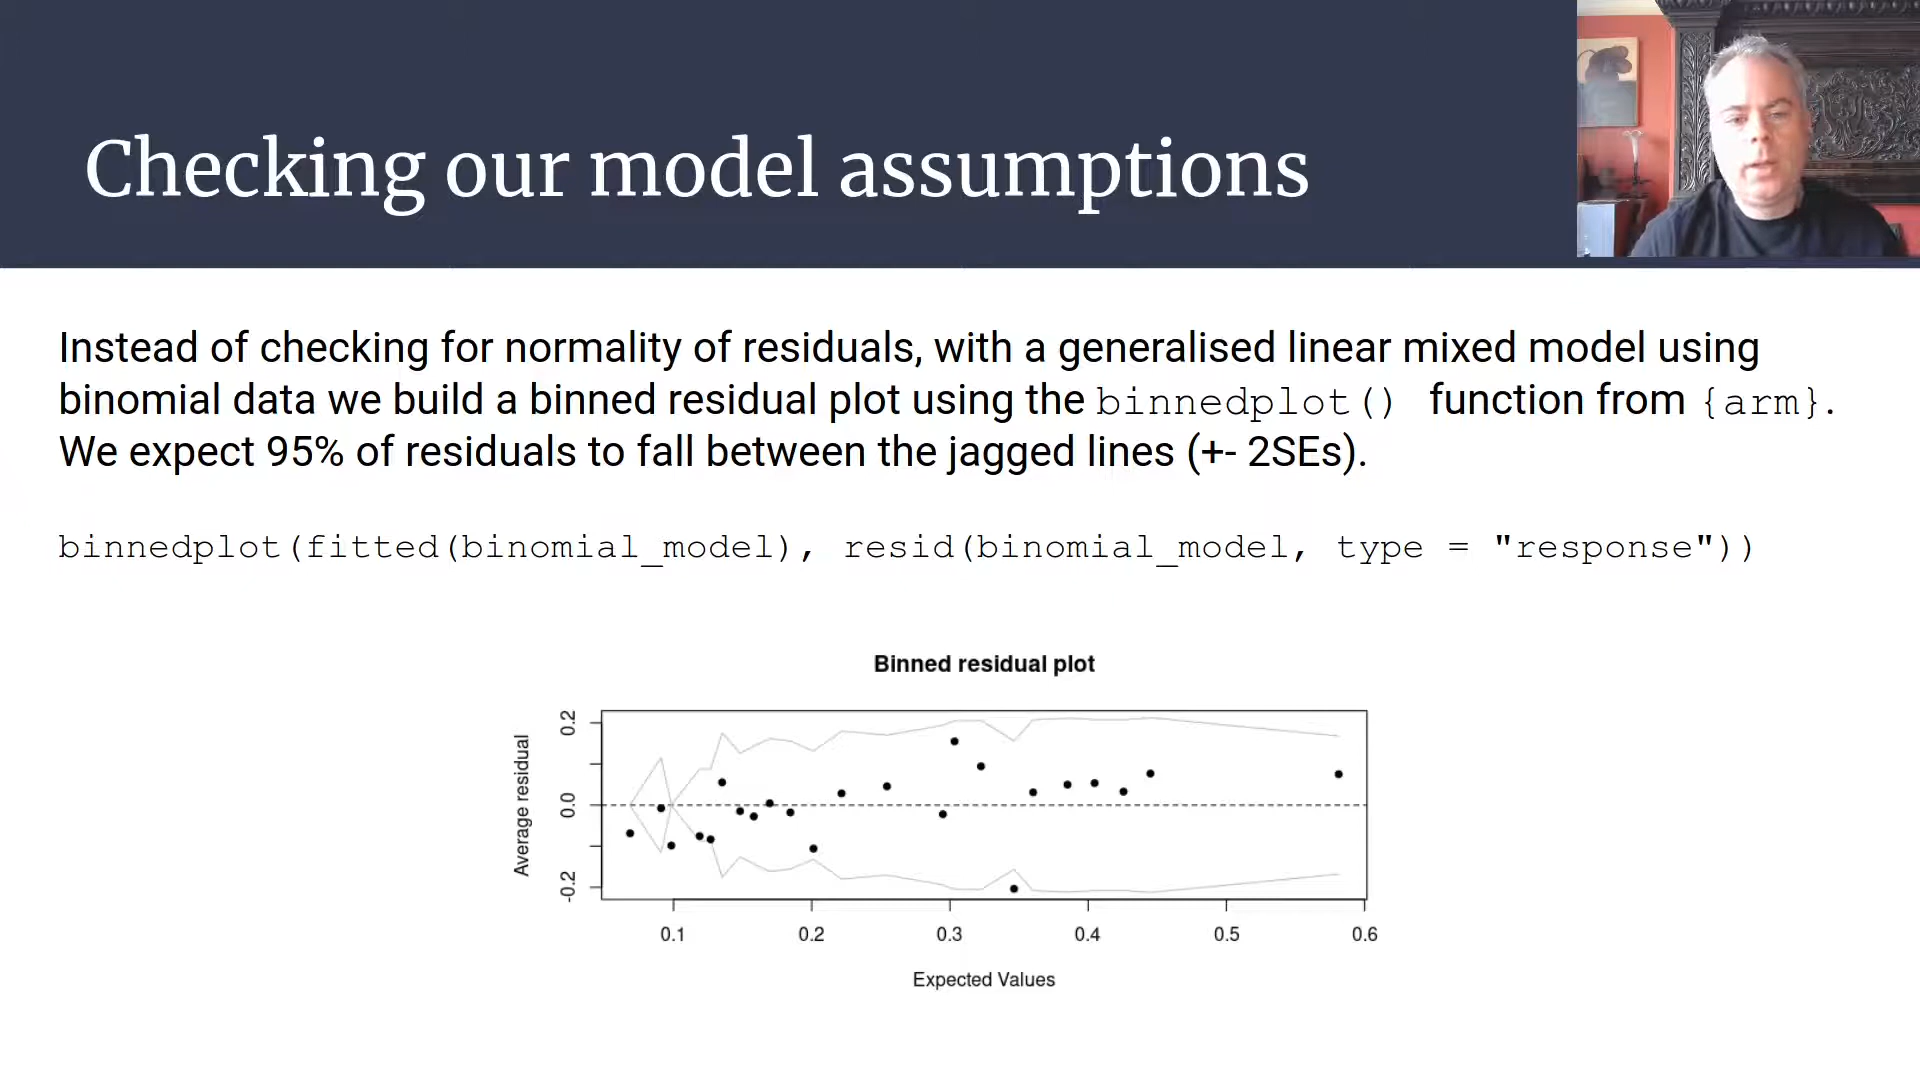 Checking our model assumptions
Instead of checking for normality of residuals, with a generalised linear mixed model using
binomial data we build a binned residual plot using the binnedplot() function from {arm}.
We expect 95% of residuals to fall between the jagged lines (+- 2SEs).
binnedplot(fitted(binomial_model), resid(binomial_model, type = "response"))
Binned residual plot
Average residual
0.2
0.0
-0.2
0.1 0.2 0.3 0.4 0.5 0.6
Expected Values